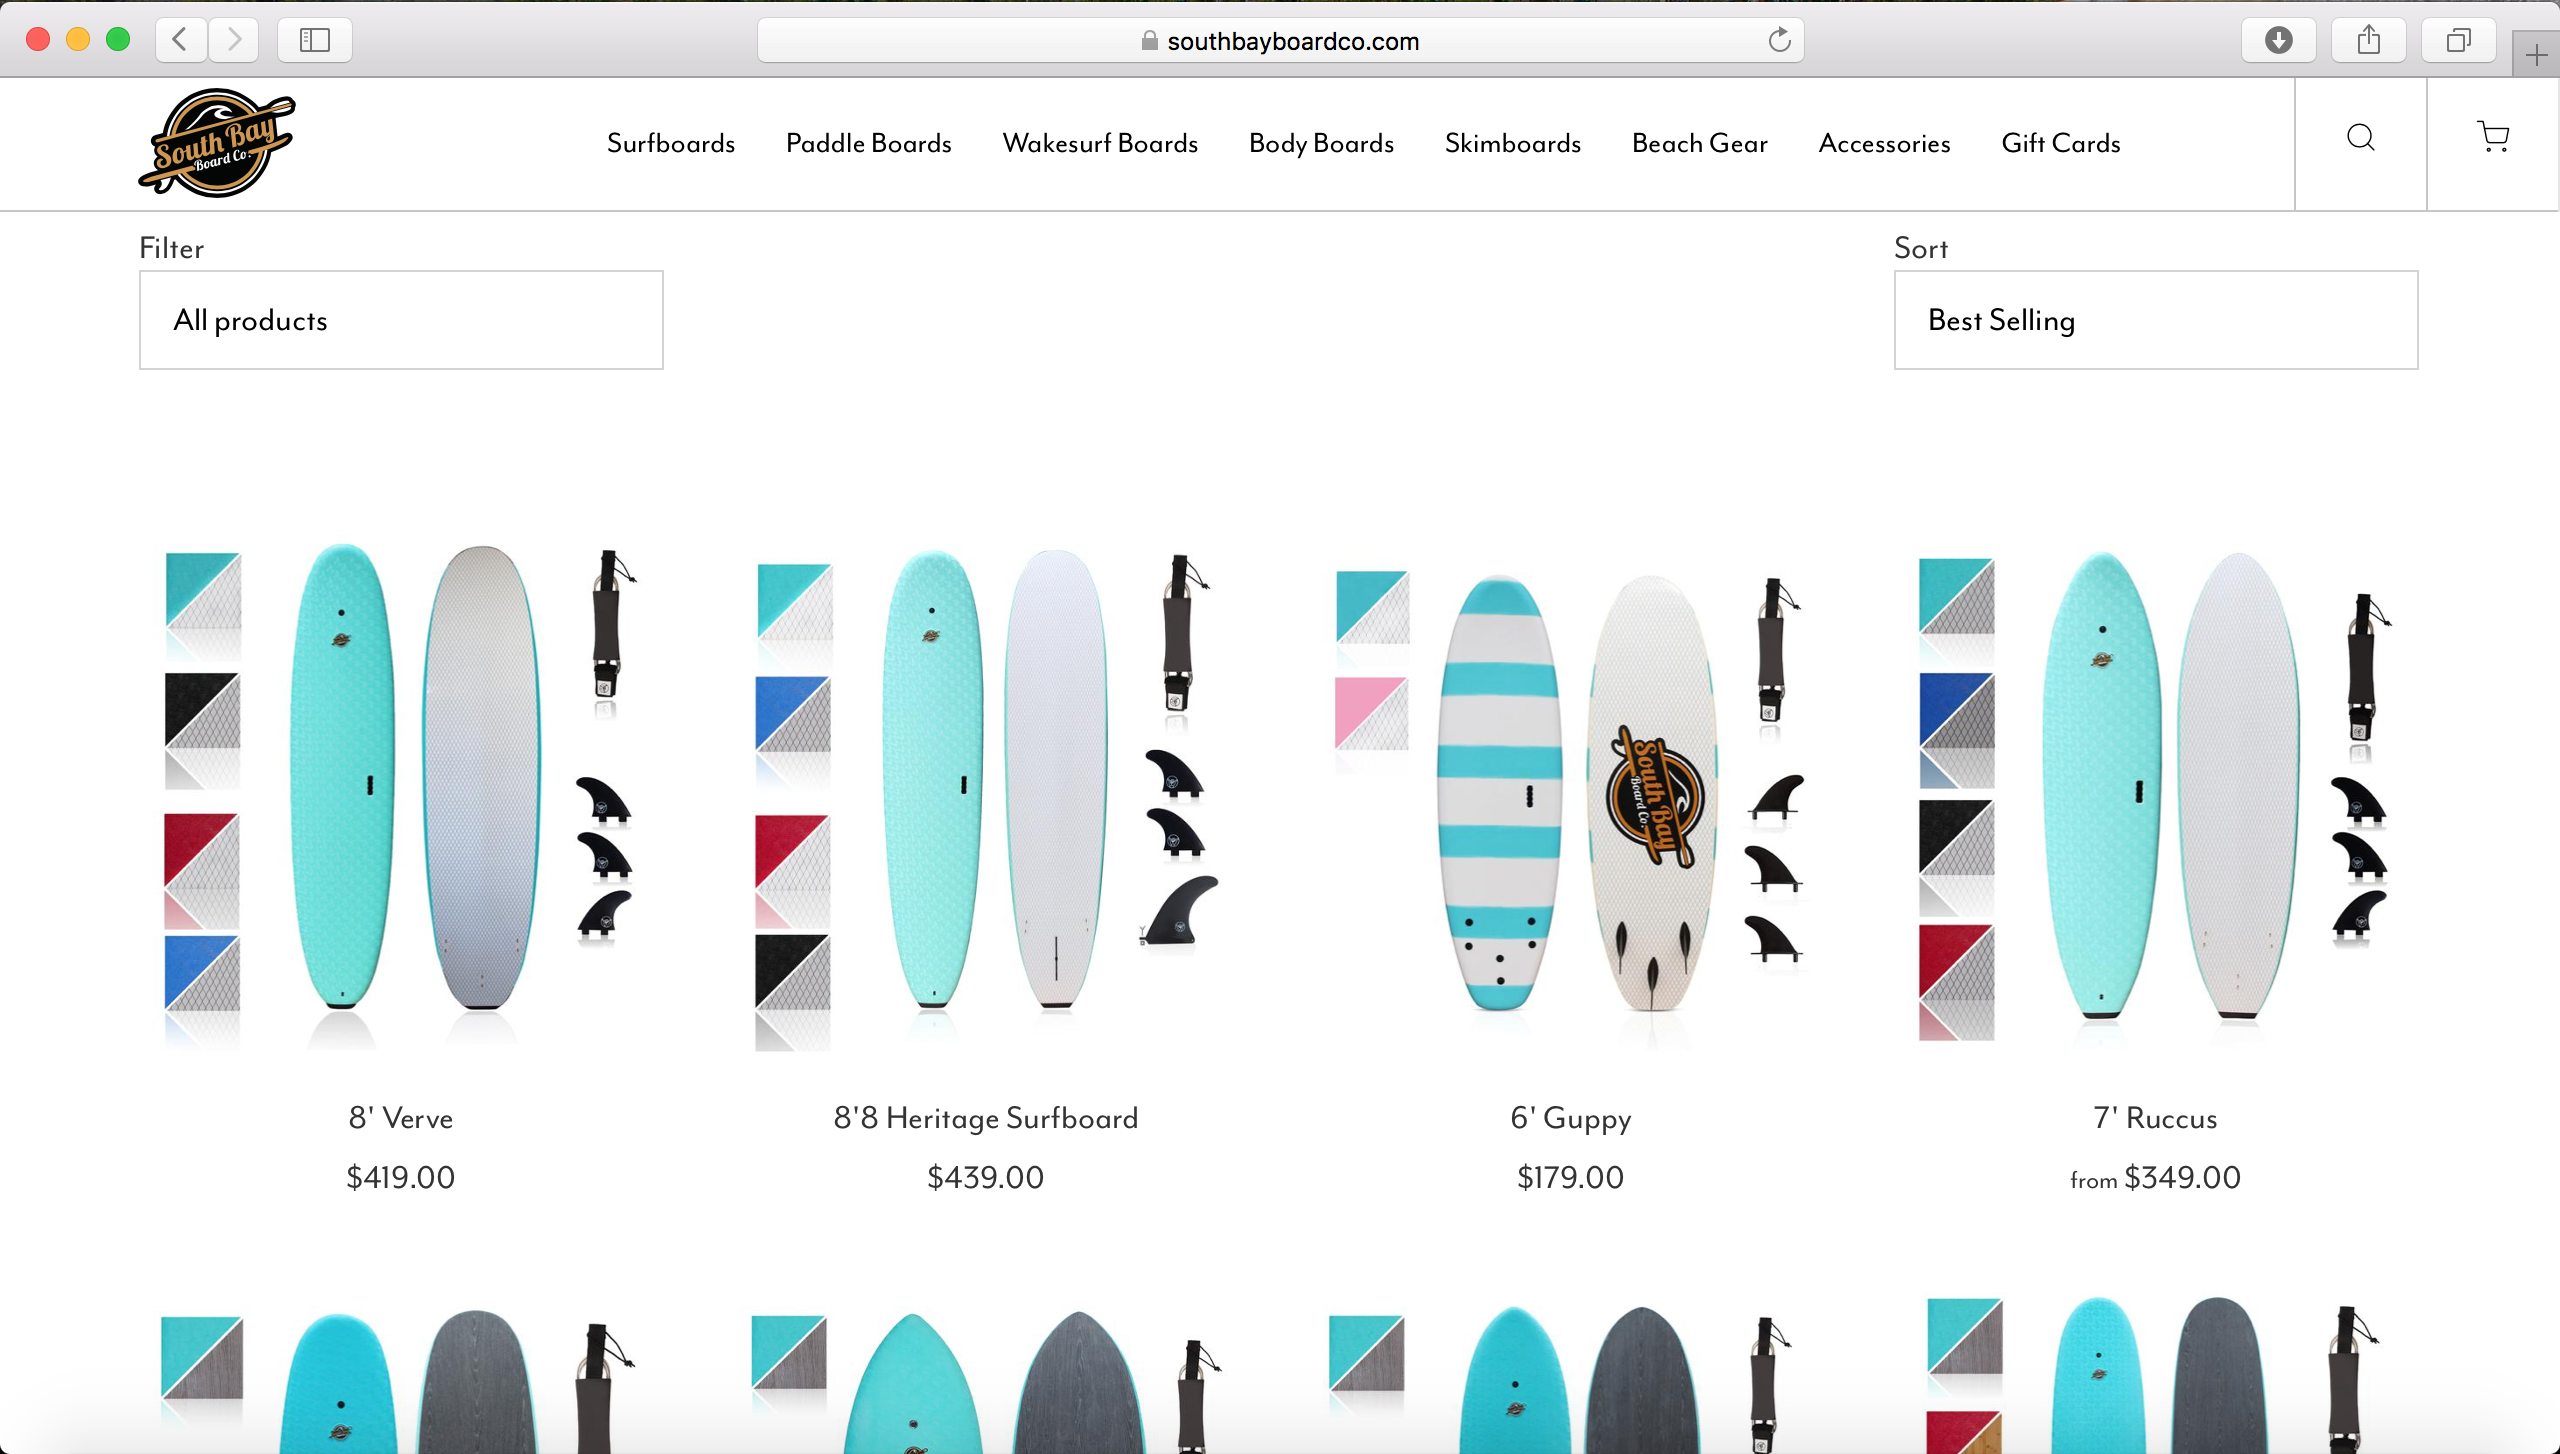 southbayboardco.com
South Bay
Board Co.
Surfboards Paddle Boards Wakesurf Boards Body Boards Skimboards Beach Gear Accessories Gift Cards
Filter
Sort
All products
Best Selling
South Bay
Board Co.
8' Verve
8'8 Heritage Surfboard
6' Guppy
7' Ruccus
$419.00
$439.00
$179.00
from $349.00